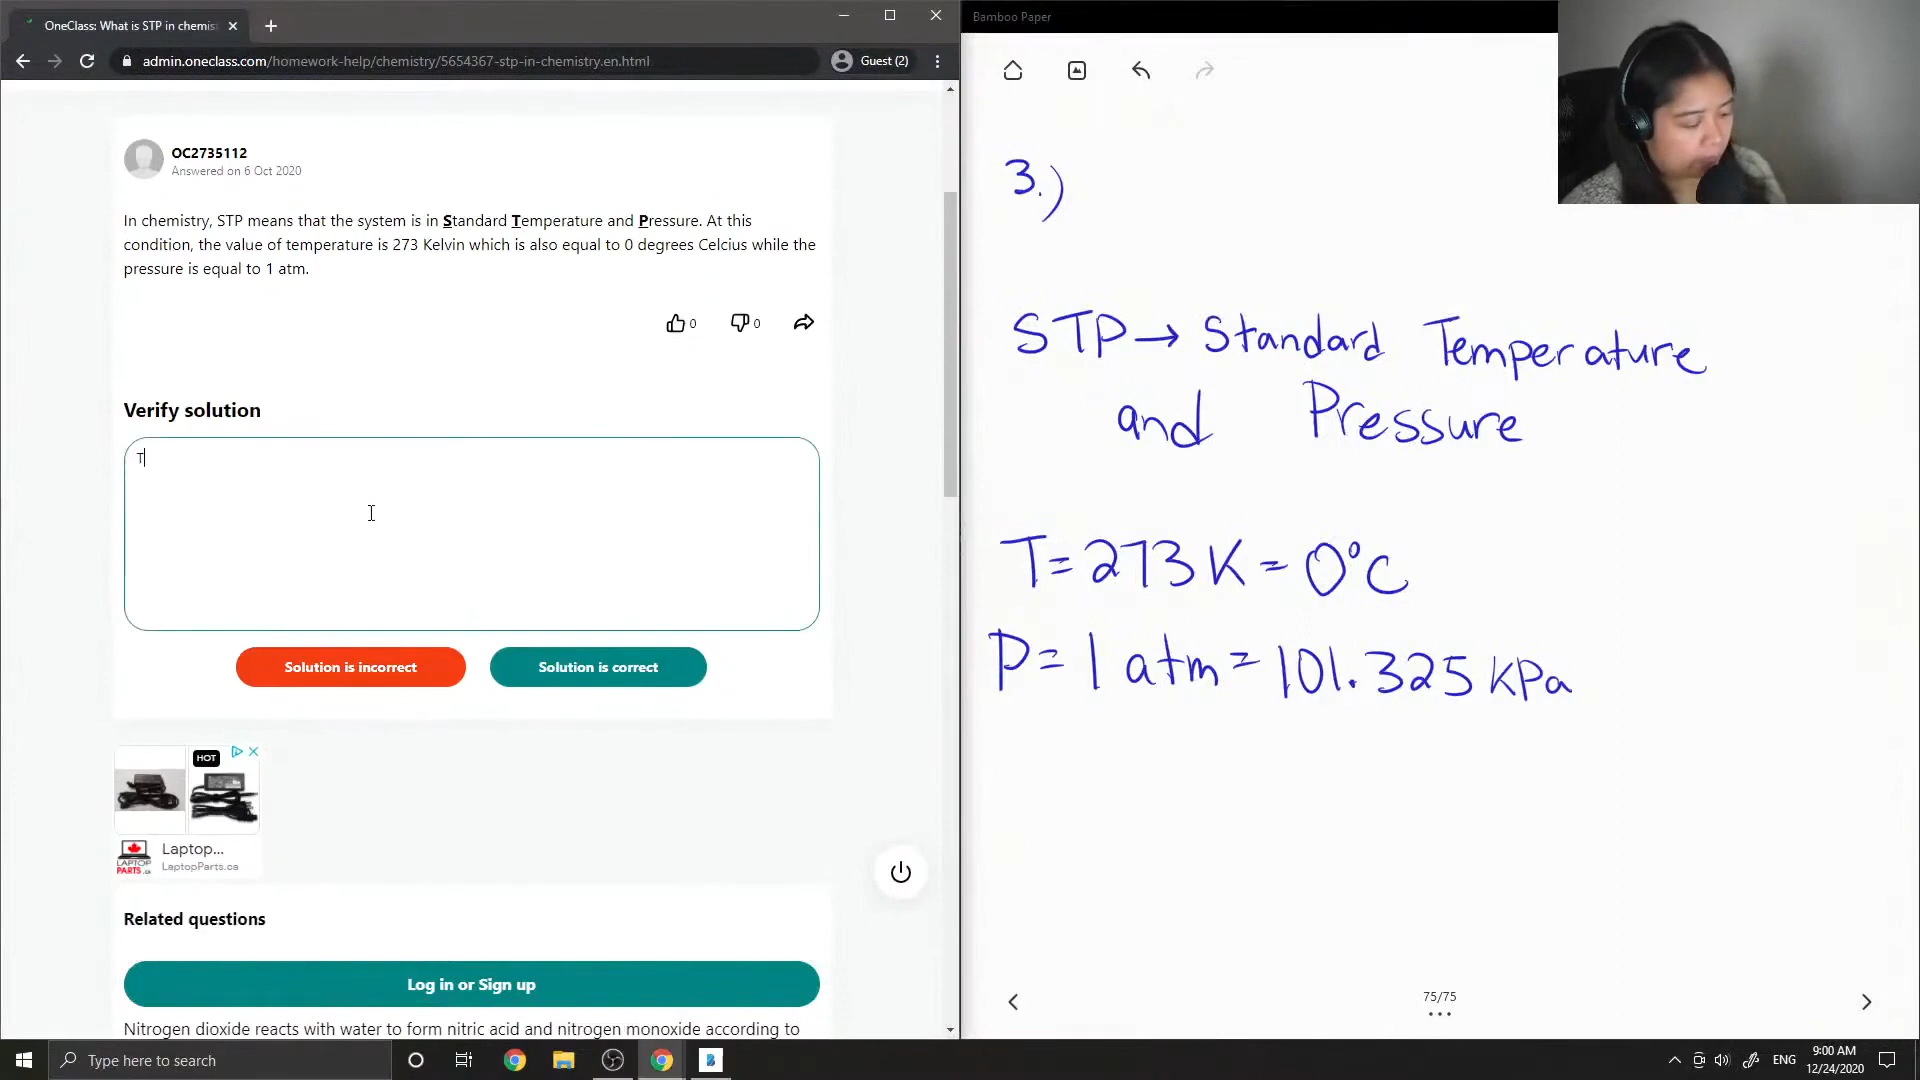 OneClass: What is STP in chemis
admin.oneclass.com/homework-help/chemistry/5654367-stp-in-chemistry.en.html
Guest (2)
OC2735112
Answered on 6 Oct 2020
In chemistry, STP means that the system is in Standard Temperature and Pressure. At this
condition, the value of temperature is 273 Kelvin which is also equal to 0 degrees Celcius while the
pressure is equal to 1 atm.
0
0
Verify solution
T
Solution is incorrect
Solution is correct
HOT
LAPTOP
PARTS.ca
Laptop...
LaptopParts.ca
Related questions
Log in or Sign up
Nitrogen dioxide reacts with water to form nitric acid and nitrogen monoxide according to
Bamboo Paper
3.)
STP → Standard Temperature
and Pressure
T = 273 K = 0°C
P = 1 atm = 101.325 KPa
75/75
Type here to search
ENG
9:00 AM
12/24/2020